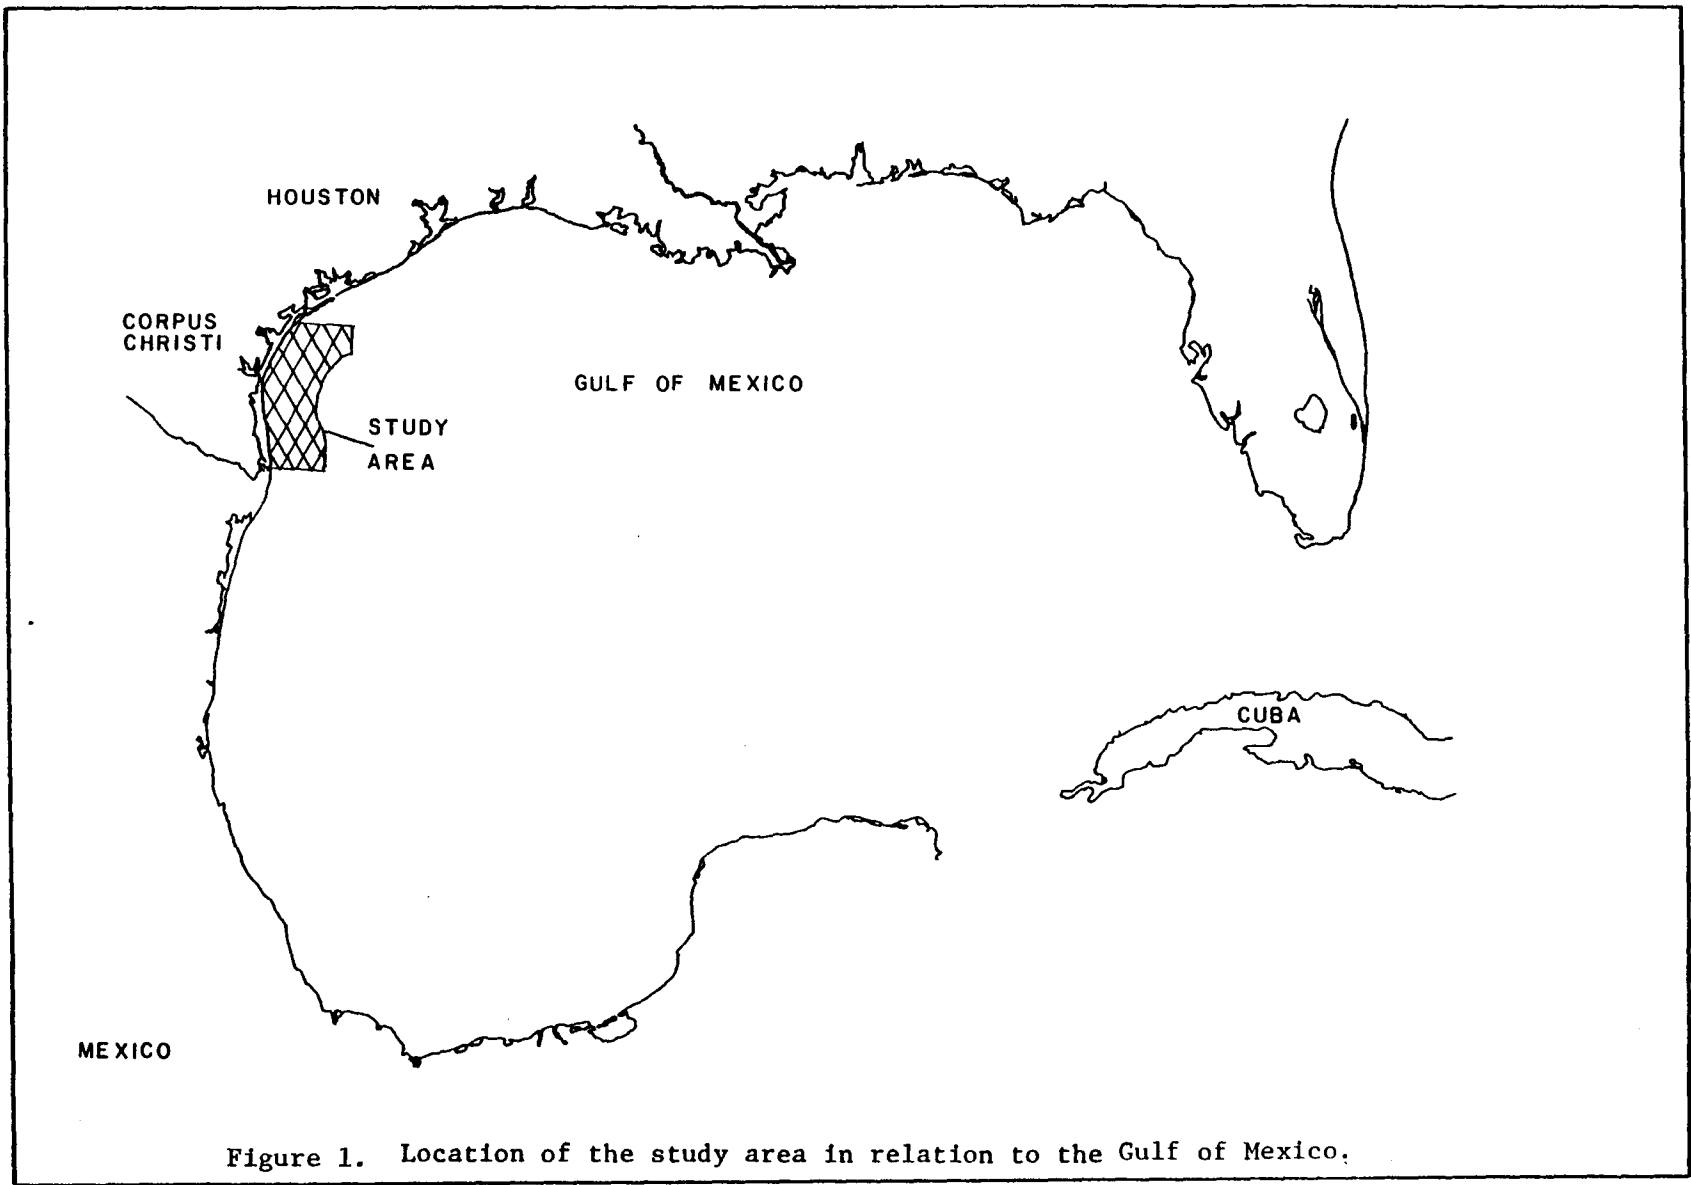 HOUSTON
CORPUS
CHRISTI
GULF OF MEXICO
STUDY
AREA
CUBA
MEXICO
Figure 1. Location of the study area in relation to the Gulf of Mexico.